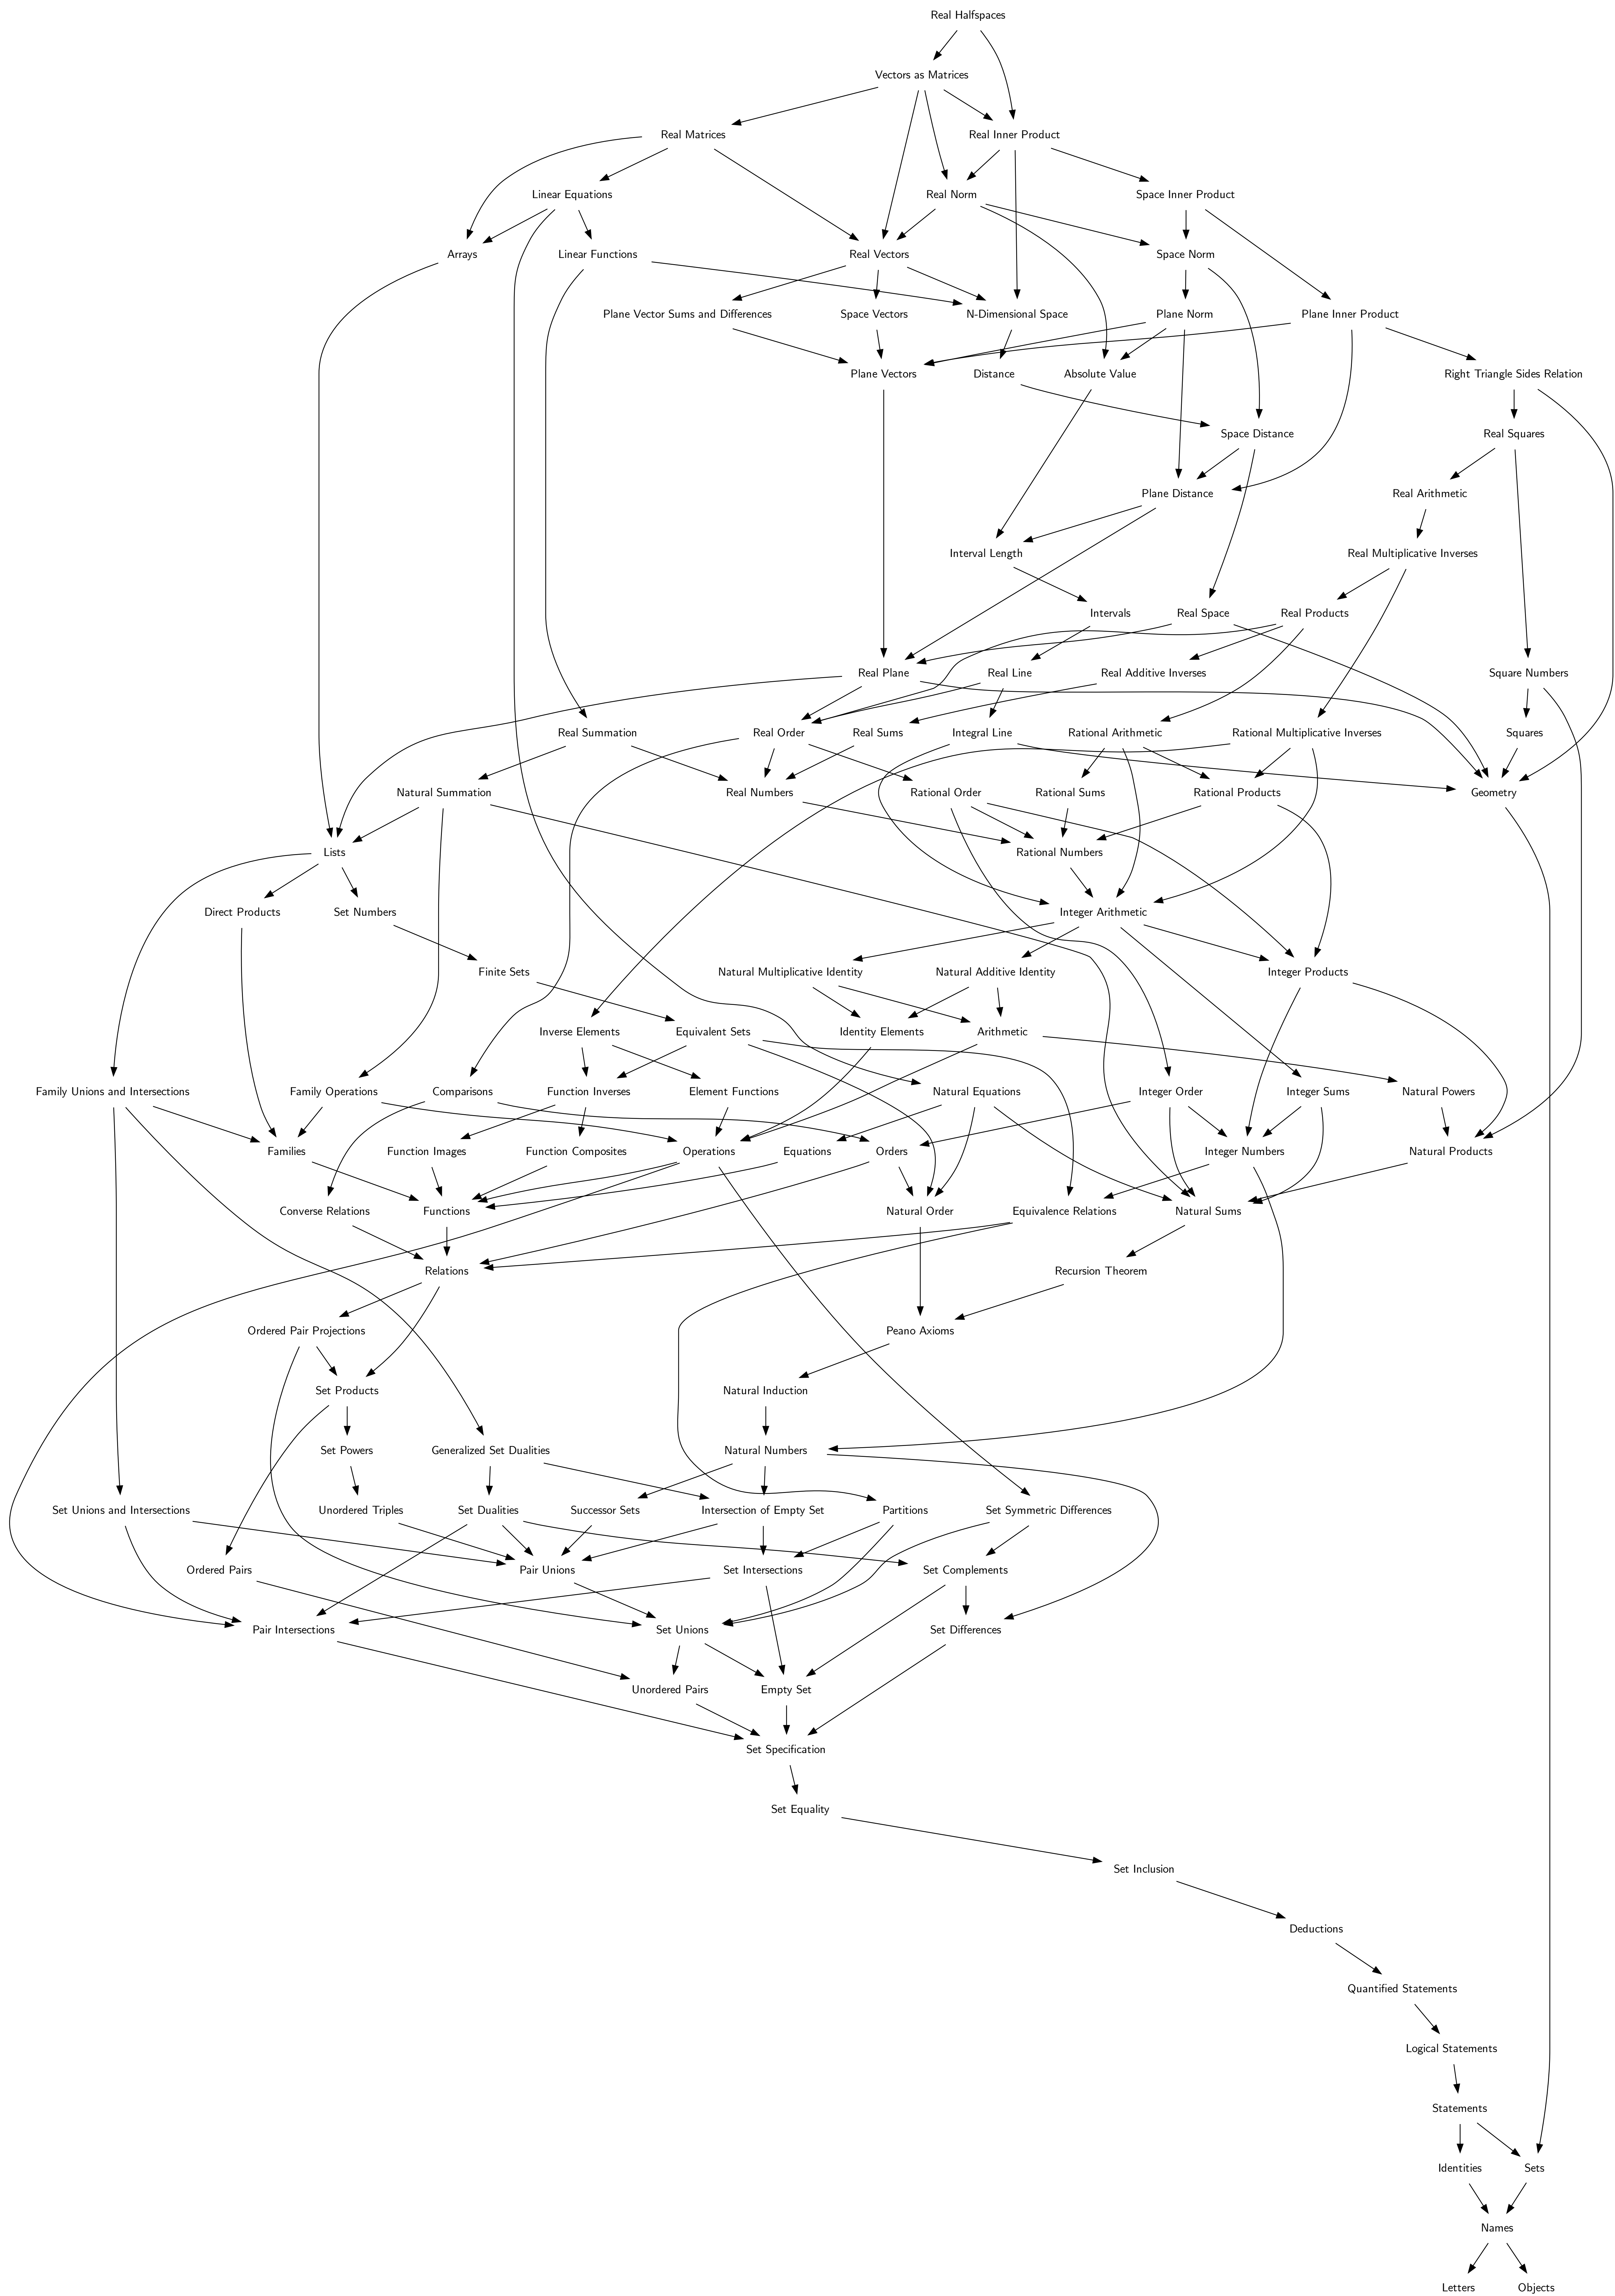 Real Halfspaces
Vectors as Matrices
Real Matrices
Real Inner Product
Linear Equations
Real Norm
Space Inner Product
Arrays
Linear Functions
Real Vectors
Space Norm
Plane Vector Sums and Differences
Space Vectors
N-Dimensional Space
Plane Norm
Plane Inner Product
Plane Vectors
Distance
Absolute Value
Right Triangle Sides Relation
Space Distance
Real Squares
Plane Distance
Real Arithmetic
Interval Length
Real Multiplicative Inverses
Intervals
Real Space
Real Products
Real Plane
Real Line
Real Additive Inverses
Square Numbers
Real Summation
Real Order
Real Sums
Integral Line
Rational Arithmetic
Rational Multiplicative Inverses
Squares
Natural Summation
Real Numbers
Rational Order
Rational Sums
Rational Products
Geometry
Lists
Rational Numbers
Direct Products
Set Numbers
Integer Arithmetic
Finite Sets
Natural Multiplicative Identity
Natural Additive Identity
Integer Products
Inverse Elements
Equivalent Sets
Identity Elements
Arithmetic
Family Unions and Intersections
Family Operations
Comparisons
Function Inverses
Element Functions
Natural Equations
Integer Order
Integer Sums
Natural Powers
Families
Function Images
Function Composites
Operations
Equations
Orders
Integer Numbers
Natural Products
Converse Relations
Functions
Natural Order
Equivalence Relations
Natural Sums
Relations
Recursion Theorem
Ordered Pair Projections
Peano Axioms
Set Products
Natural Induction
Set Powers
Generalized Set Dualities
Natural Numbers
Set Unions and Intersections
Unordered Triples
Set Dualities
Successor Sets
Intersection of Empty Set
Partitions
Set Symmetric Differences
Ordered Pairs
Pair Unions
Set Intersections
Set Complements
Pair Intersections
Set Unions
Set Differences
Unordered Pairs
Empty Set
Set Specification
Set Equality
Set Inclusion
Deductions
Quantified Statements
Logical Statements
Statements
Identities
Sets
Names
Letters
Objects